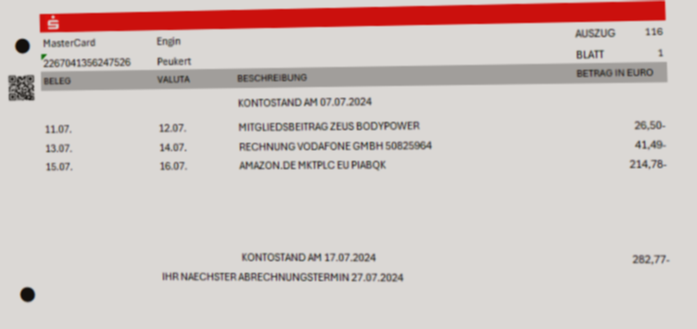 MasterCard Engin AUSZUG 116
2267041356247526 Peukert BLATT 1
BELEG VALUTA BESCHREIBUNG BETRAG IN EURO
KONTOSTAND AM 07.07.2024
11.07. 12.07. MITGLIEDSBEITRAG ZEUS BODYPOWER 26,50-
13.07. 14.07. RECHNUNG VODAFONE GMBH 50825964 41,49-
15.07. 16.07. AMAZON.DE MKTPLC EU PIABQK 214,78-
KONTOSTAND AM 17.07.2024 282,77-
IHR NAECHSTER ABRECHNUNGSTERMIN 27.07.2024